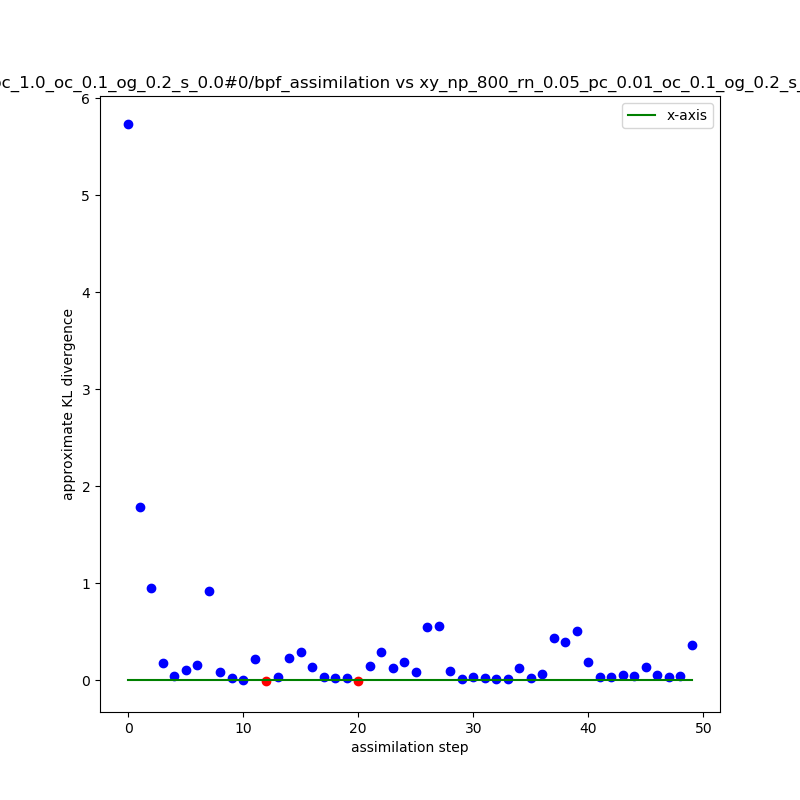 oc_1.0_oc_0.1_og_0.2_s_0.0#0/bpf_assimilation vs xy_np_800_rn_0.05_pc_0.01_oc_0.1_og_0.2_s_
x-axis
6
5
4
3
2
1
0
approximate KL divergence
0 10 20 30 40 50
assimilation step